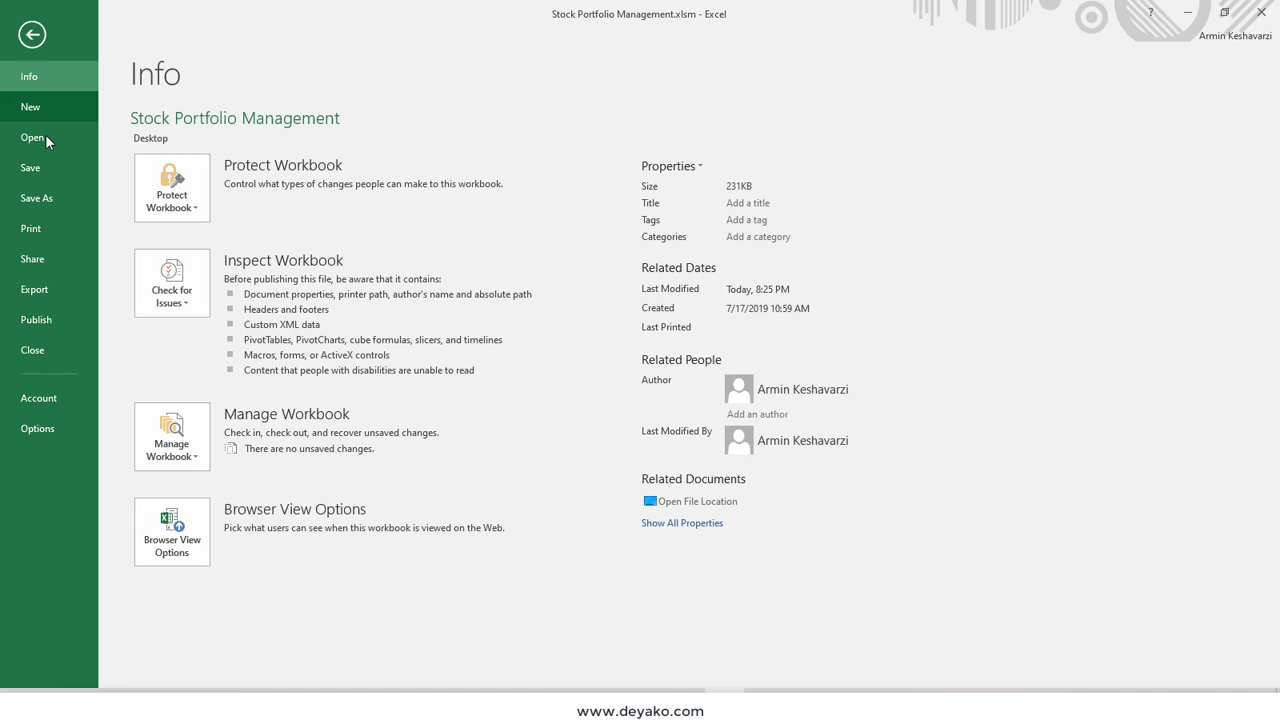 Stock Portfolio Management.xlsm - Excel
?
Armin Keshavarzi
Info
New
Open
Save
Save As
Print
Share
Export
Publish
Close
Account
Options
Info
Stock Portfolio Management
Desktop
Protect Workbook
Protect Workbook
Control what types of changes people can make to this workbook.
Check for Issues
Inspect Workbook
Before publishing this file, be aware that it contains:
Document properties, printer path, author's name and absolute path
Headers and footers
Custom XML data
PivotTables, PivotCharts, cube formulas, slicers, and timelines
Macros, forms, or ActiveX controls
Content that people with disabilities are unable to read
Manage Workbook
Manage Workbook
Check in, check out, and recover unsaved changes.
There are no unsaved changes.
Browser View Options
Browser View Options
Pick what users can see when this workbook is viewed on the Web.
Properties
Size 231KB
Title Add a title
Tags Add a tag
Categories Add a category
Related Dates
Last Modified Today, 8:25 PM
Created 7/17/2019 10:59 AM
Last Printed
Related People
Author Armin Keshavarzi
Add an author
Last Modified By Armin Keshavarzi
Related Documents
Open File Location
Show All Properties
www.deyako.com